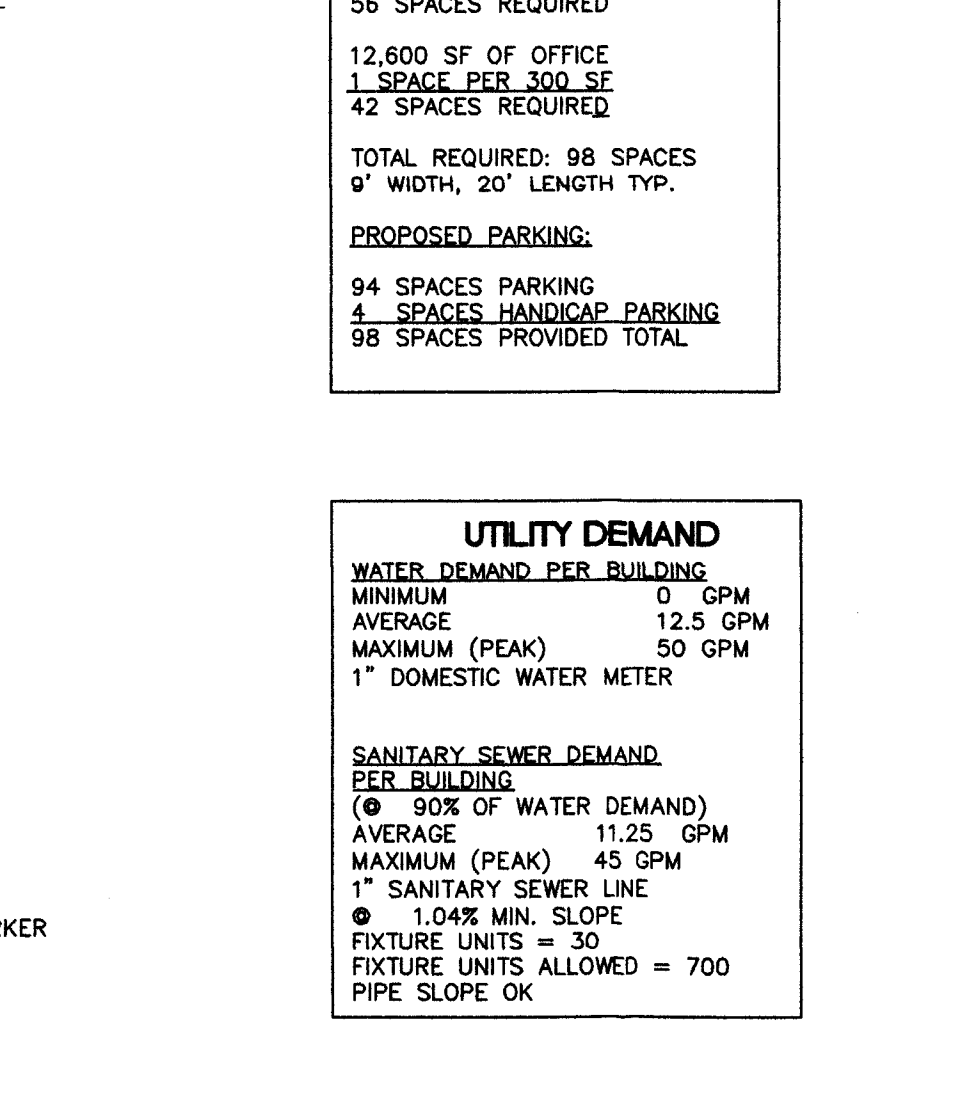 56 SPACES REQUIRED
12,600 SF OF OFFICE
1 SPACE PER 300 SF
42 SPACES REQUIRED
TOTAL REQUIRED: 98 SPACES
9' WIDTH, 20' LENGTH TYP.
PROPOSED PARKING:
94 SPACES PARKING
4 SPACES HANDICAP PARKING
98 SPACES PROVIDED TOTAL
UTILITY DEMAND
WATER DEMAND PER BUILDING
MINIMUM 0 GPM
AVERAGE 12.5 GPM
MAXIMUM (PEAK) 50 GPM
1" DOMESTIC WATER METER
SANITARY SEWER DEMAND
PER BUILDING
(@ 90% OF WATER DEMAND)
AVERAGE 11.25 GPM
MAXIMUM (PEAK) 45 GPM
1" SANITARY SEWER LINE
@ 1.04% MIN. SLOPE
RKER
FIXTURE UNITS = 30
FIXTURE UNITS ALLOWED = 700
PIPE SLOPE OK